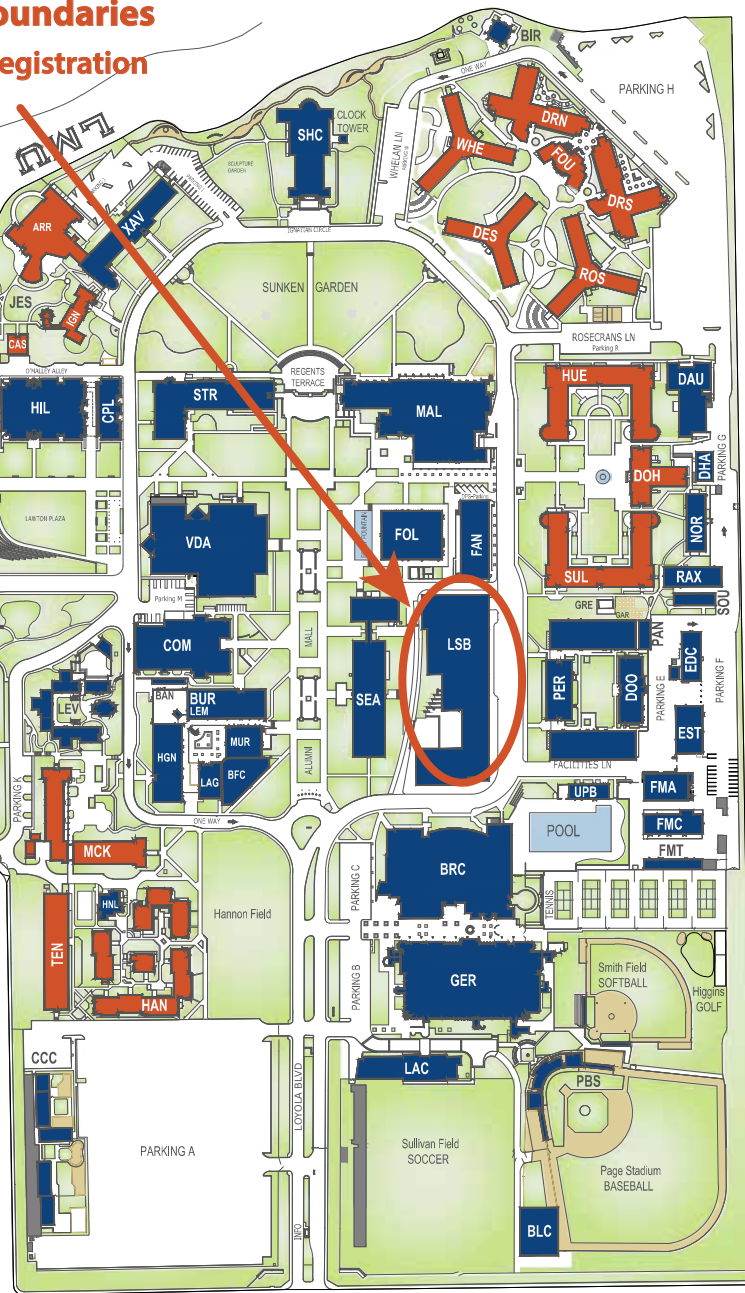 oundaries
egistration
BIR
ONE WAY
PARKING H
LMU
SHC
CLOCK
TOWER
WHELAN LN
DRN
WHE
FOU
DRS
SCULPTURE
GARDEN
XAV
ARR
DES
IGNATIAN CIRCLE
ROS
JES
IGN
SUNKEN GARDEN
CAS
ROSECRANS LN
Parking R
O'MALLEY ALLEY
REGENTS
TERRACE
HUE
DAU
HIL
CPL
STR
MAL
PARKING G
DHA
DOH
LAWTON PLAZA
FOUNTAIN
FOL
FAN
NOR
VDA
SUL
RAX
SOU
Parking M
GRE
GAR
MALL
COM
LSB
PAN
EDC
PARKING F
PER
DOO
PARKING E
SEA
BAN
BUR
LEM
LEV
EST
MUR
HGN
ALUMNI
LAG
BFC
FACILITIES LN
PARKING K
UPB
FMA
ONE WAY
FMC
POOL
FMT
MCK
BRC
PARKING C
HNL
Hannon Field
TENNIS
TEN
HAN
PARKING B
GER
Smith Field
SOFTBALL
Higgins
GOLF
CCC
LAC
PBS
LOYOLA BLVD
PARKING A
Sullivan Field
SOCCER
Page Stadium
BASEBALL
INFO
BLC